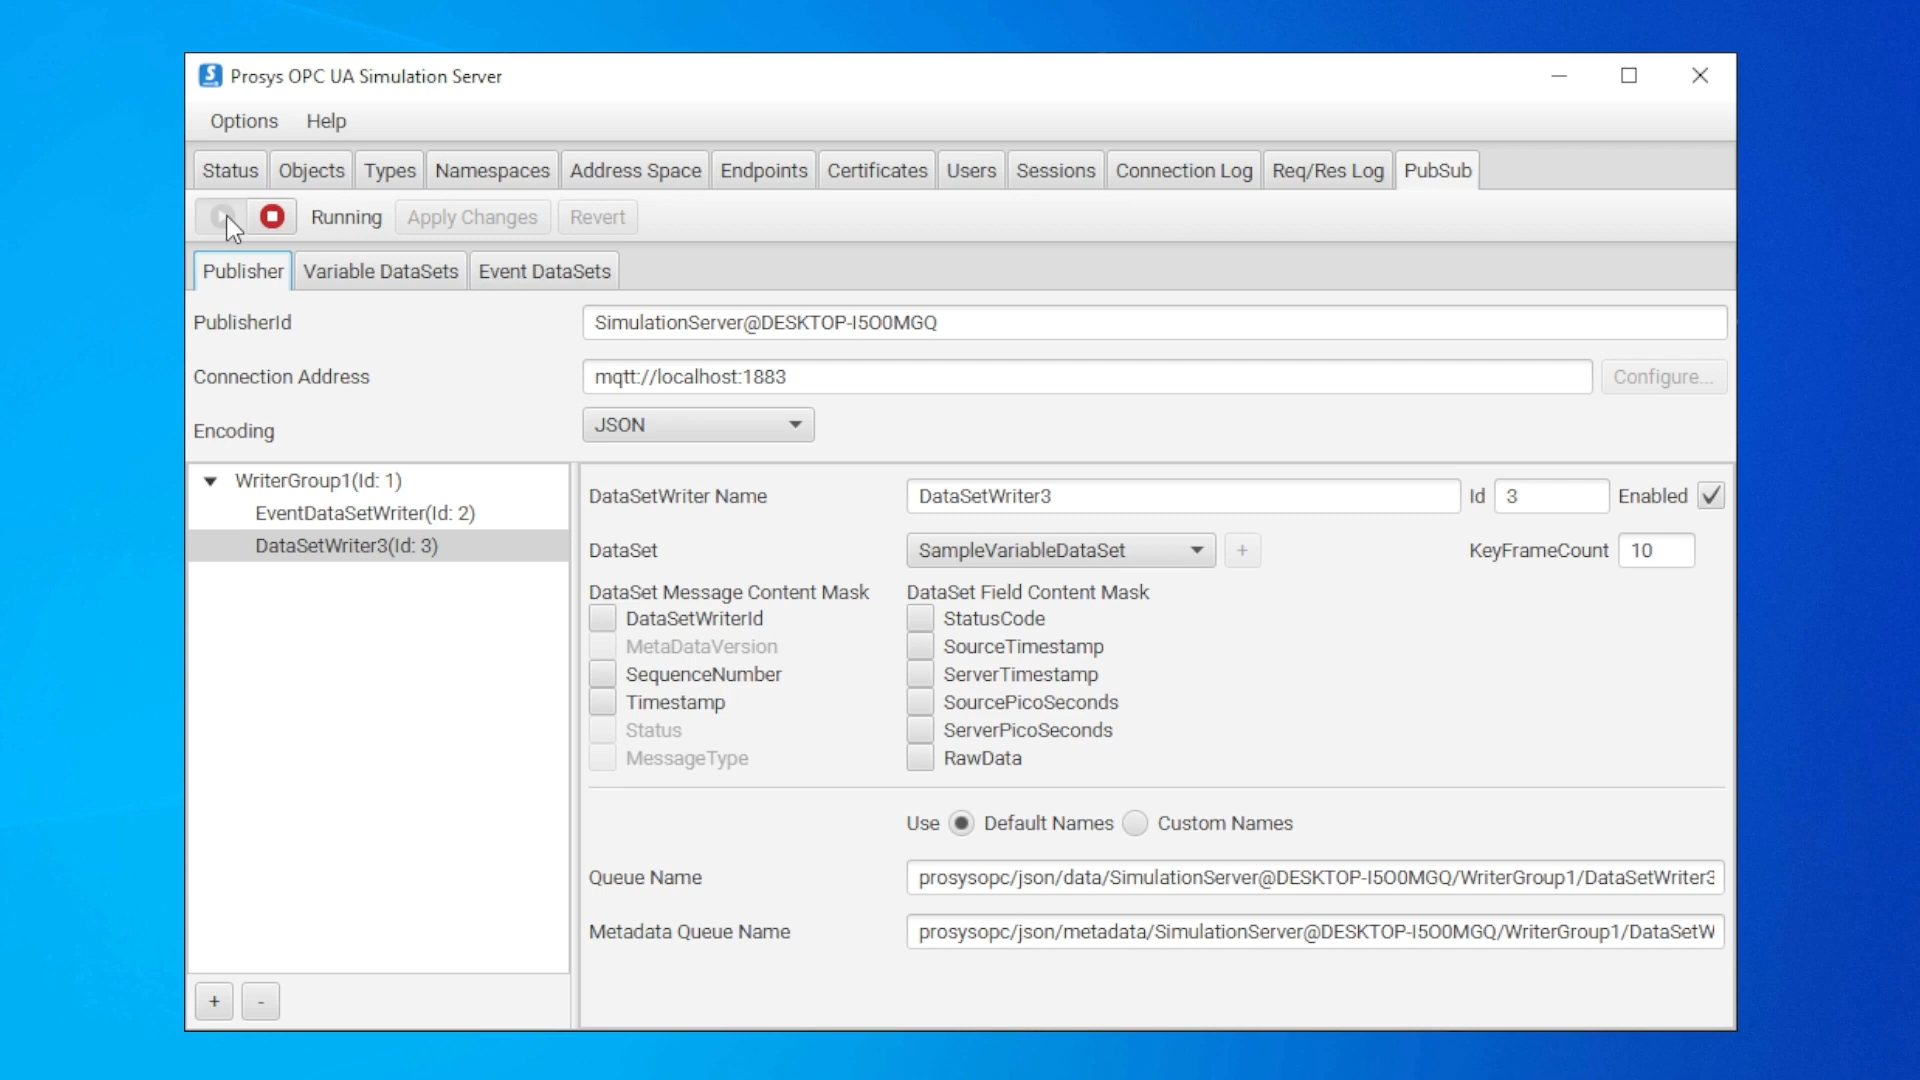 Prosys OPC UA Simulation Server
Options Help
Status Objects Types Namespaces Address Space Endpoints Certificates Users Sessions Connection Log Req/Res Log PubSub
Running Apply Changes Revert
Publisher Variable DataSets Event DataSets
PublisherId SimulationServer@DESKTOP-I5O0MGQ
Connection Address mqtt://localhost:1883 Configure...
Encoding JSON
WriterGroup1(Id: 1)
EventDataSetWriter(Id: 2)
DataSetWriter3(Id: 3)
+ -
DataSetWriter Name DataSetWriter3 Id 3 Enabled
DataSet SampleVariableDataSet + KeyFrameCount 10
DataSet Message Content Mask DataSet Field Content Mask
DataSetWriterId StatusCode
MetaDataVersion SourceTimestamp
SequenceNumber ServerTimestamp
Timestamp SourcePicoSeconds
Status ServerPicoSeconds
MessageType RawData
Use Default Names Custom Names
Queue Name prosysopc/json/data/SimulationServer@DESKTOP-I5O0MGQ/WriterGroup1/DataSetWriter3
Metadata Queue Name prosysopc/json/metadata/SimulationServer@DESKTOP-I5O0MGQ/WriterGroup1/DataSetW